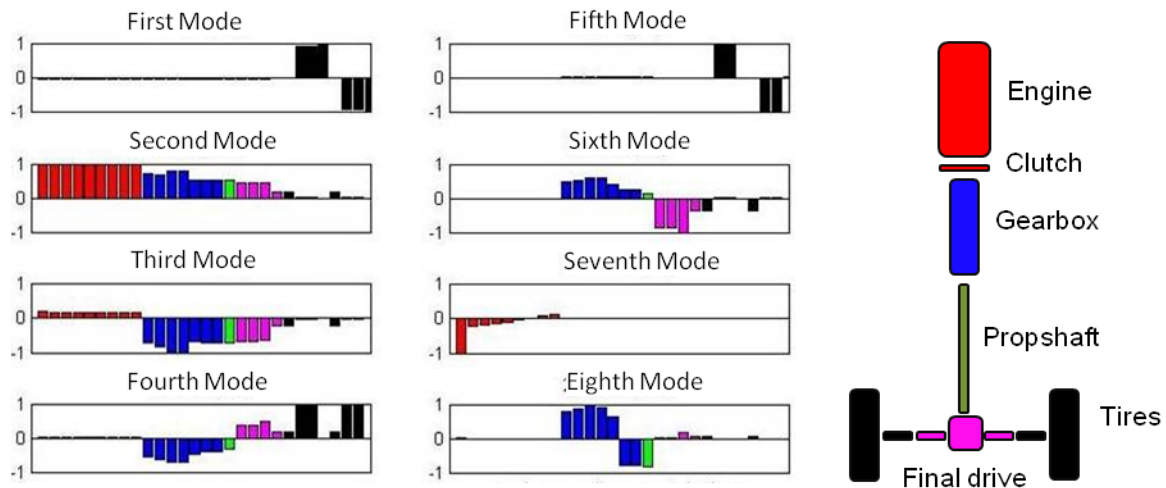 First Mode
1
0
-1
Second Mode
1
0
-1
Third Mode
1
0
-1
Fourth Mode
1
0
-1
Fifth Mode
1
0
-1
Sixth Mode
1
0
-1
Seventh Mode
1
0
-1
Eighth Mode
1
0
-1
Engine
Clutch
Gearbox
Propshaft
Tires
Final drive